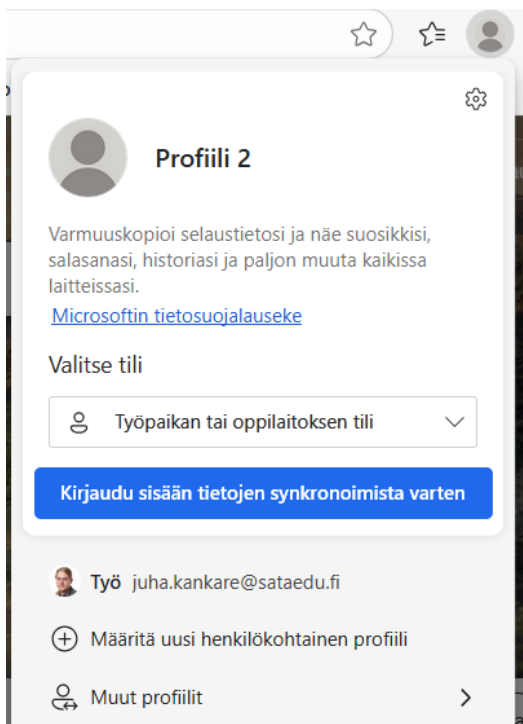 Profiili 2
Varmuuskopioi selaustietosi ja näe suosikkisi,
salasanasi, historiasi ja paljon muuta kaikissa
laitteissasi.
Microsoftin tietosuojalauseke
Valitse tili
Työpaikan tai oppilaitoksen tili
Kirjaudu sisään tietojen synkronoimista varten
Työ juha.kankare@sataedu.fi
Määritä uusi henkilökohtainen profiili
Muut profiilit